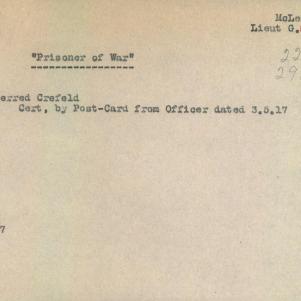 McLe
Lieut G.
22
"Prisoner of War"
29
erred Crefeld
Cert, by Post-Card from Officer dated 3.5.17
7